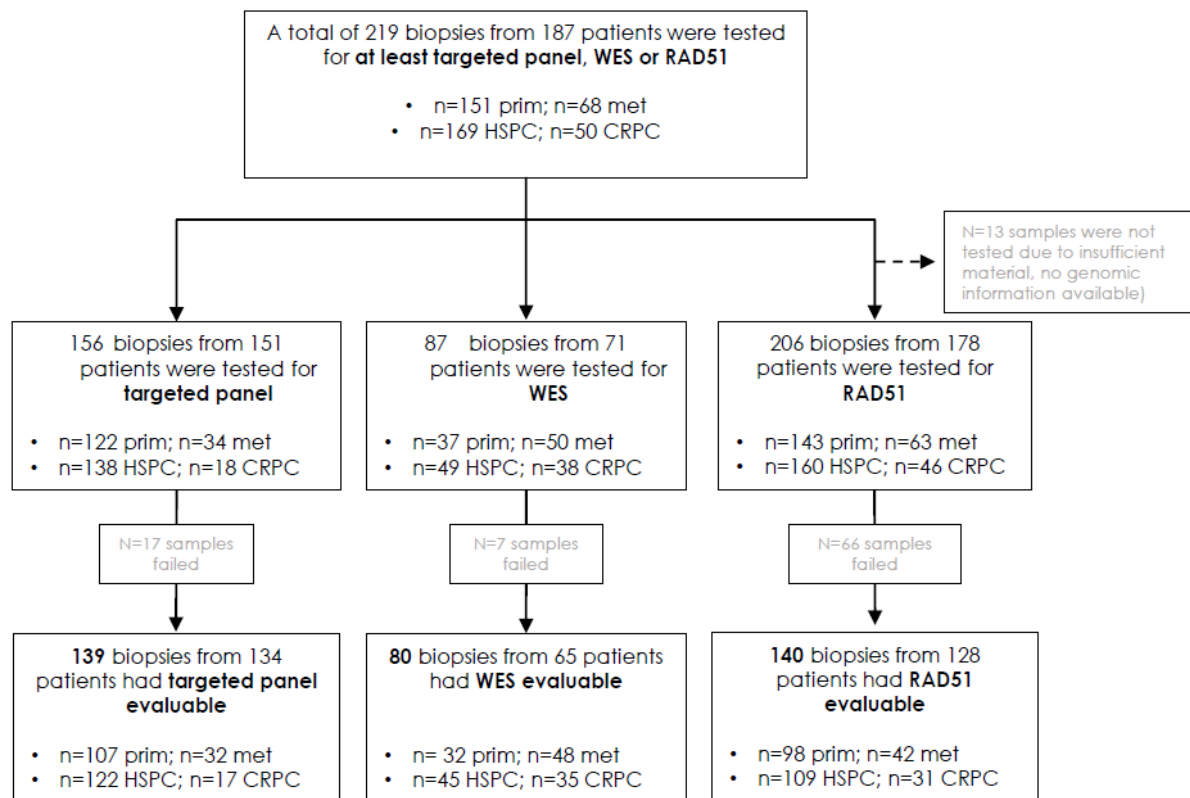 A total of 219 biopsies from 187 patients were tested
for at least targeted panel, WES or RAD51
• n=151 prim; n=68 met
• n=169 HSPC; n=50 CRPC
N=13 samples were not
tested due to insufficient
material, no genomic
information available)
156 biopsies from 151
patients were tested for
targeted panel
• n=122 prim; n=34 met
• n=138 HSPC; n=18 CRPC
87 biopsies from 71
patients were tested for
WES
• n=37 prim; n=50 met
• n=49 HSPC; n=38 CRPC
206 biopsies from 178
patients were tested for
RAD51
• n=143 prim; n=63 met
• n=160 HSPC; n=46 CRPC
N=17 samples
failed
N=7 samples
failed
N=66 samples
failed
139 biopsies from 134
patients had targeted panel
evaluable
• n=107 prim; n=32 met
• n=122 HSPC; n=17 CRPC
80 biopsies from 65 patients
had WES evaluable
• n= 32 prim; n=48 met
• n=45 HSPC; n=35 CRPC
140 biopsies from 128
patients had RAD51
evaluable
• n=98 prim; n=42 met
• n=109 HSPC; n=31 CRPC